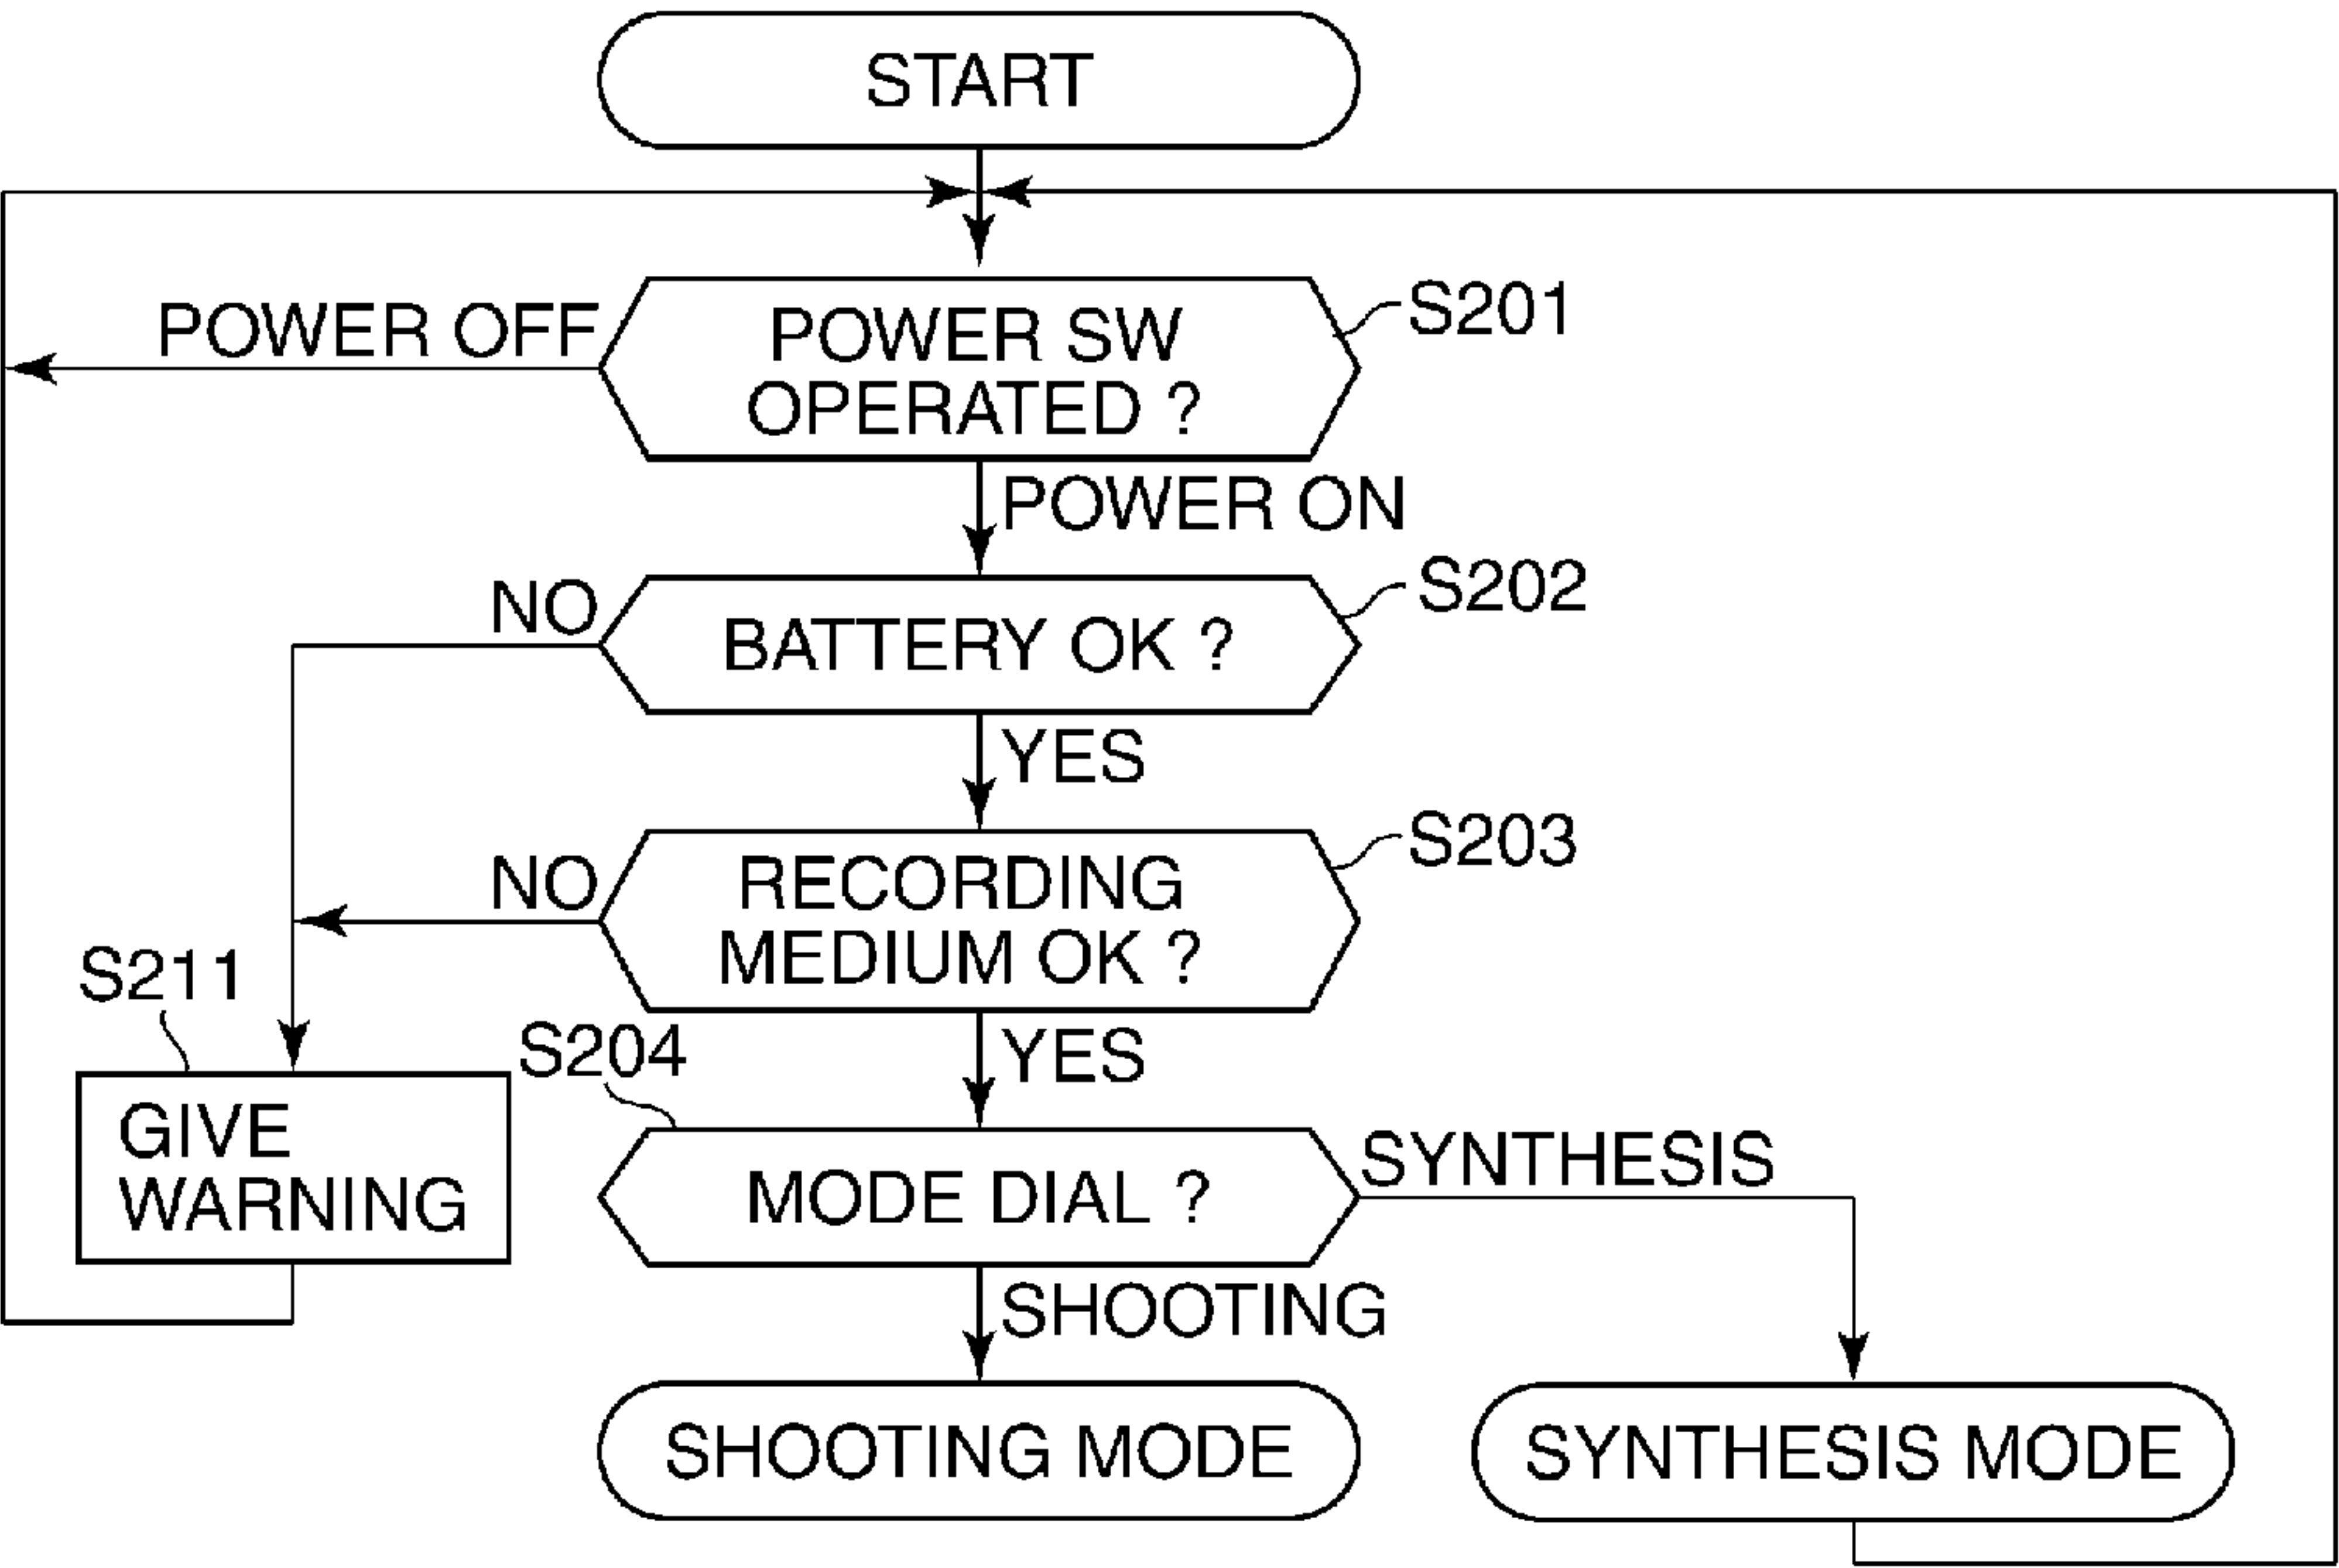 START
POWER OFF
POWER SW
OPERATED ?
S201
POWER ON
NO
BATTERY OK ?
S202
YES
NO
RECORDING
MEDIUM OK ?
S203
S211
S204
YES
GIVE
WARNING
MODE DIAL ?
SYNTHESIS
SHOOTING
SHOOTING MODE
SYNTHESIS MODE